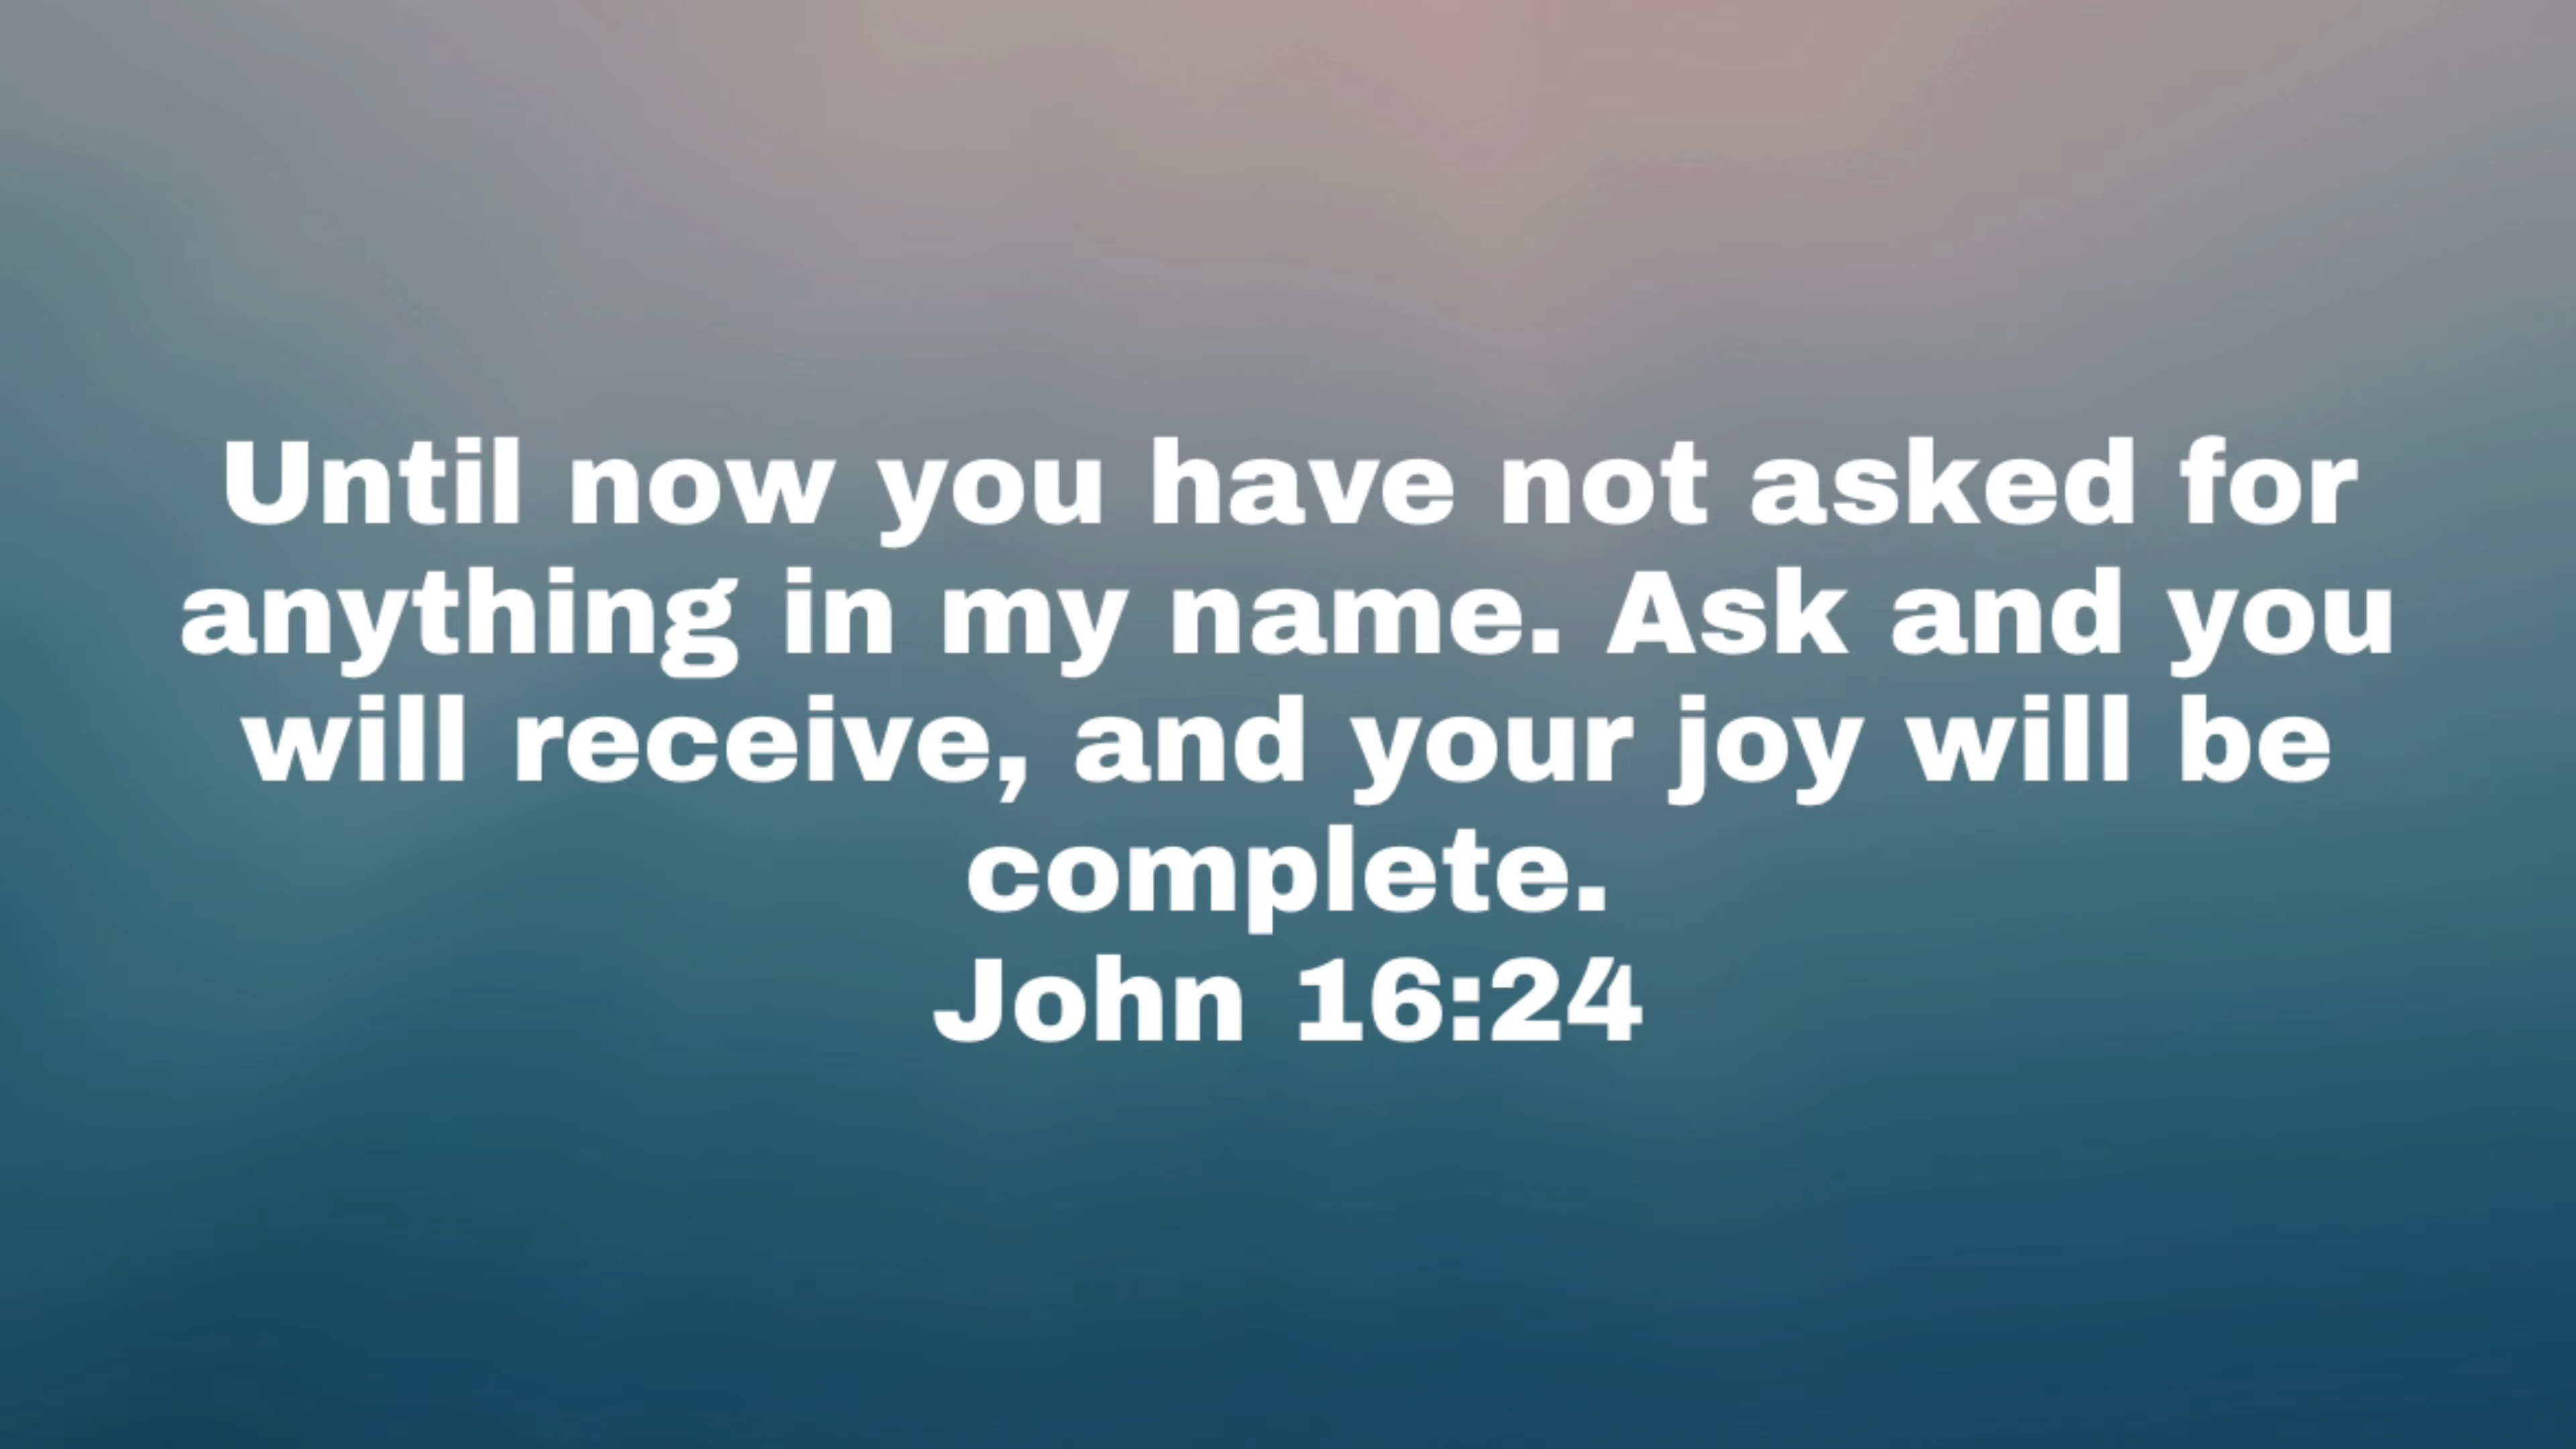 Until now you have not asked for
anything in my name. Ask and you
will receive, and your joy will be
complete.
John 16:24